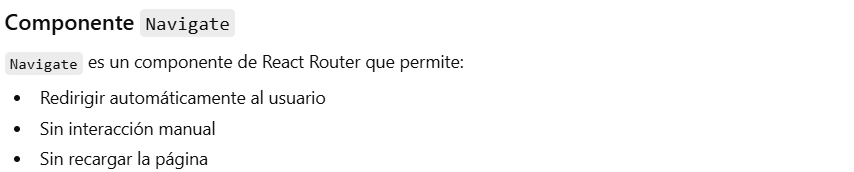 Componente Navigate
Navigate es un componente de React Router que permite:
• Redirigir automáticamente al usuario
• Sin interacción manual
• Sin recargar la página